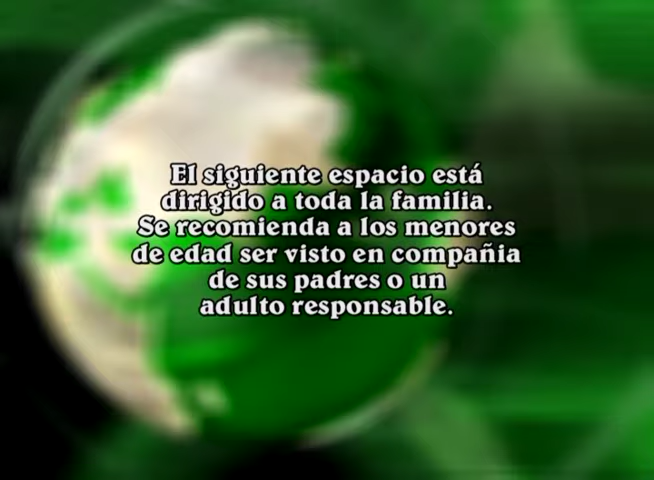 El siguiente espacio está
dirigido a toda la familia.
Se recomienda a los menores
de edad ser visto en compañia
de sus padres o un
adulto responsable.